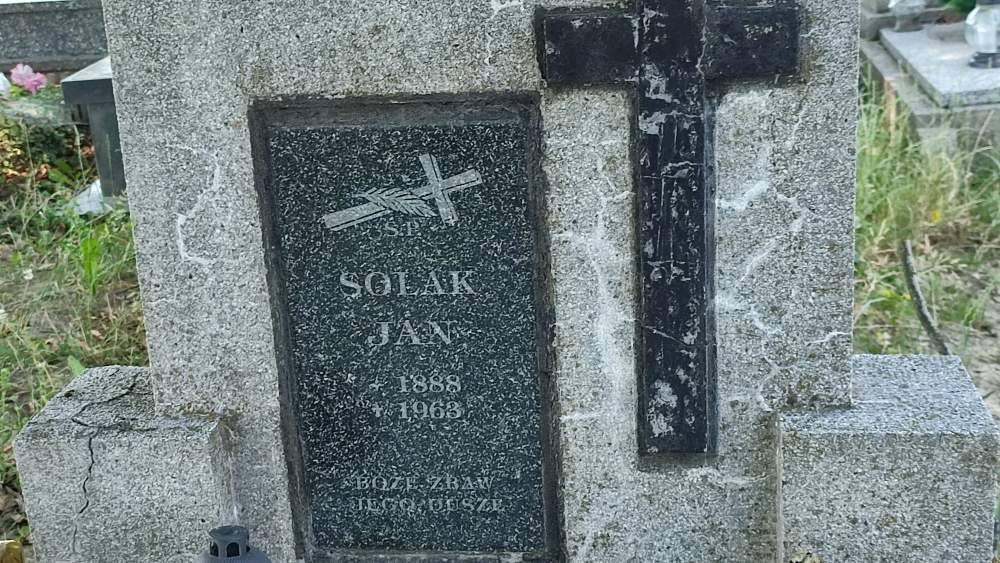 Ś.P.
SOLAK
JAN
* 1888
† 1963
BOŻE ZBAW
JEGO DUSZĘ